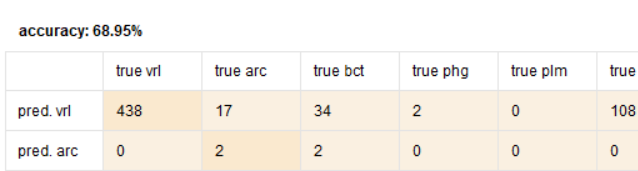 accuracy: 68.95%
true vrl true arc true bct true phg true plm true
pred. vrl 438 17 34 2 0 108
pred. arc 0 2 2 0 0 0